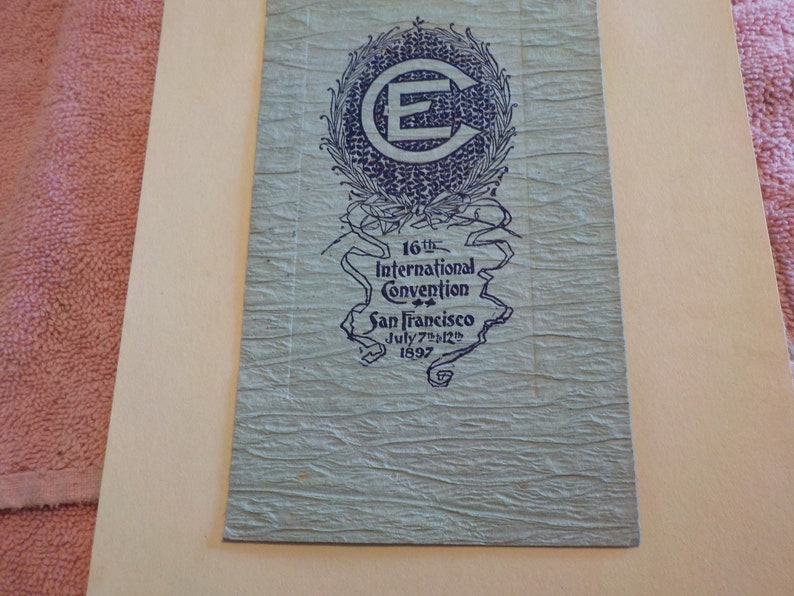 CE
16th
International
Convention
San Francisco
July 7th to 12th
1897